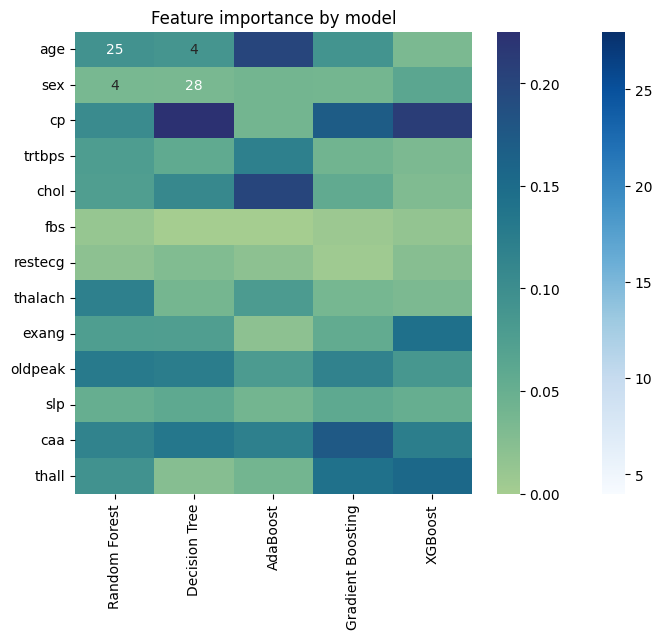 Feature importance by model
age 25 4
sex 4 28
cp
trtbps
chol
fbs
restecg
thalach
exang
oldpeak
slp
caa
thall
Random Forest
Decision Tree
AdaBoost
Gradient Boosting
XGBoost
0.20
0.15
0.10
0.05
0.00
25
20
15
10
5